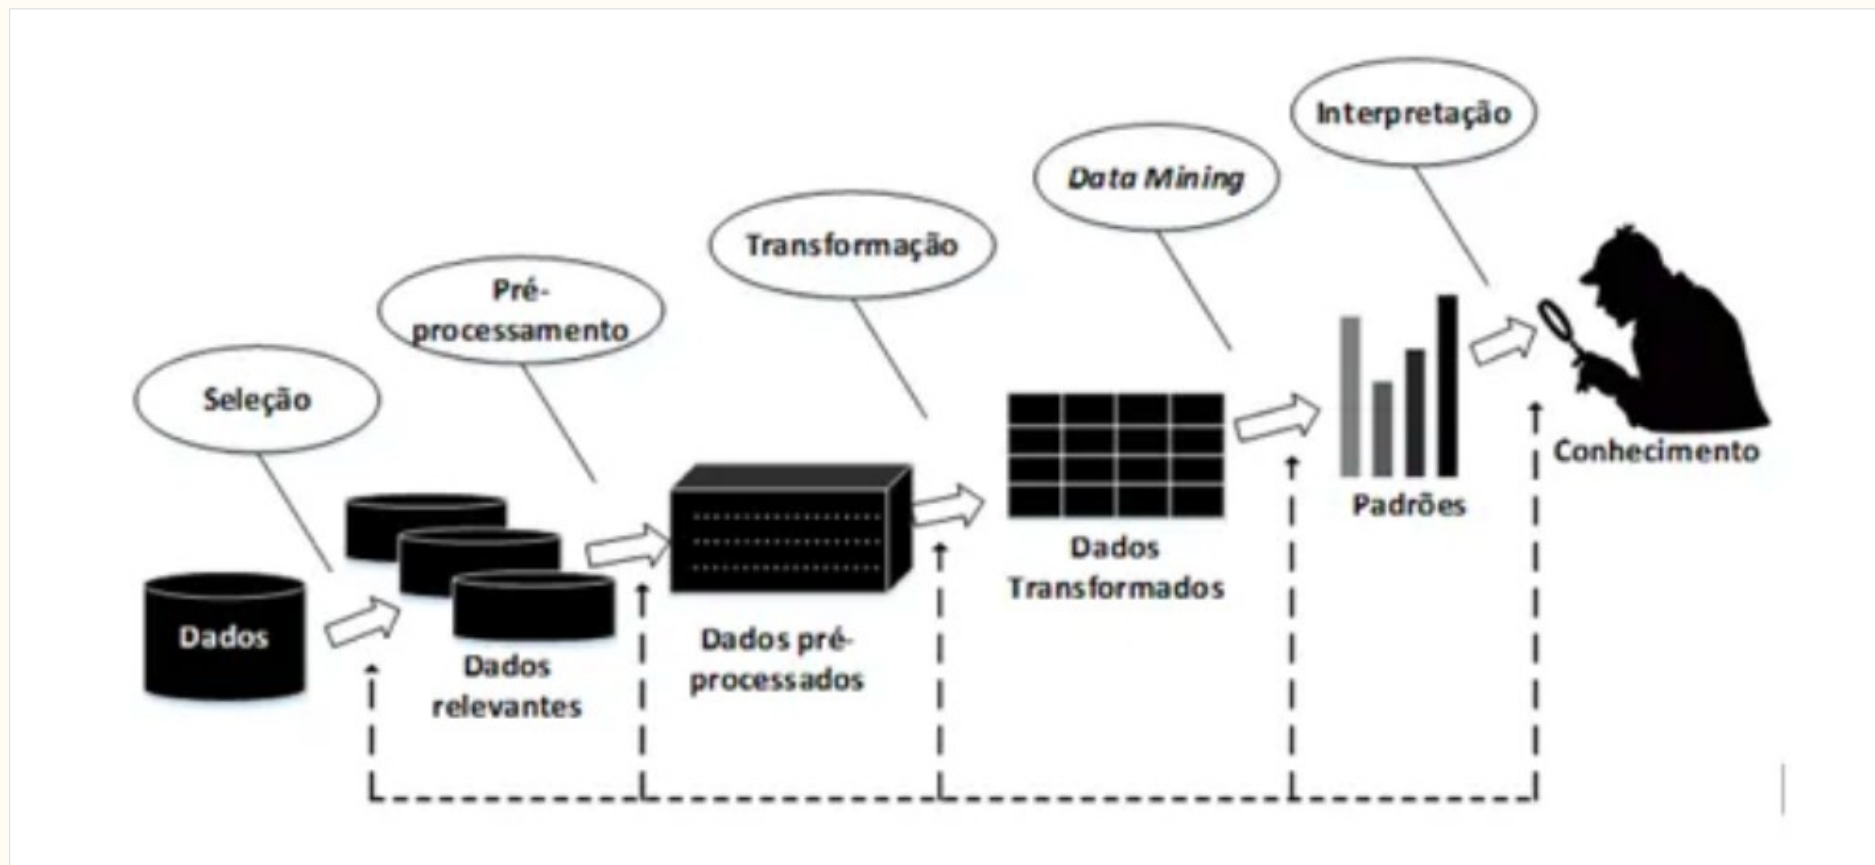 Interpretação
Data Mining
Transformação
Pré-
processamento
Seleção
Conhecimento
Padrões
Dados
Transformados
Dados
Dados pré-
processados
Dados
relevantes